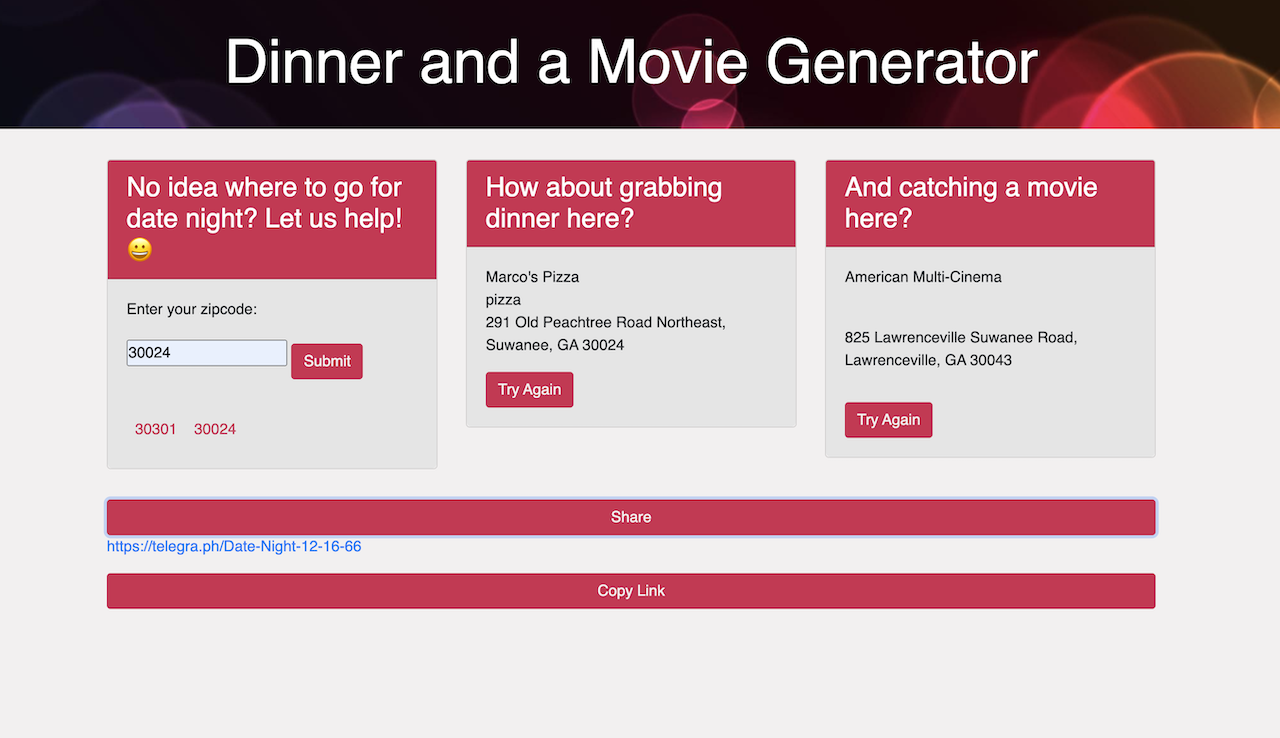 Dinner and a Movie Generator
No idea where to go for
date night? Let us help!
😀
Enter your zipcode:
30024
Submit
30301 30024
How about grabbing
dinner here?
Marco's Pizza
pizza
291 Old Peachtree Road Northeast,
Suwanee, GA 30024
Try Again
And catching a movie
here?
American Multi-Cinema
825 Lawrenceville Suwanee Road,
Lawrenceville, GA 30043
Try Again
Share
https://telegra.ph/Date-Night-12-16-66
Copy Link